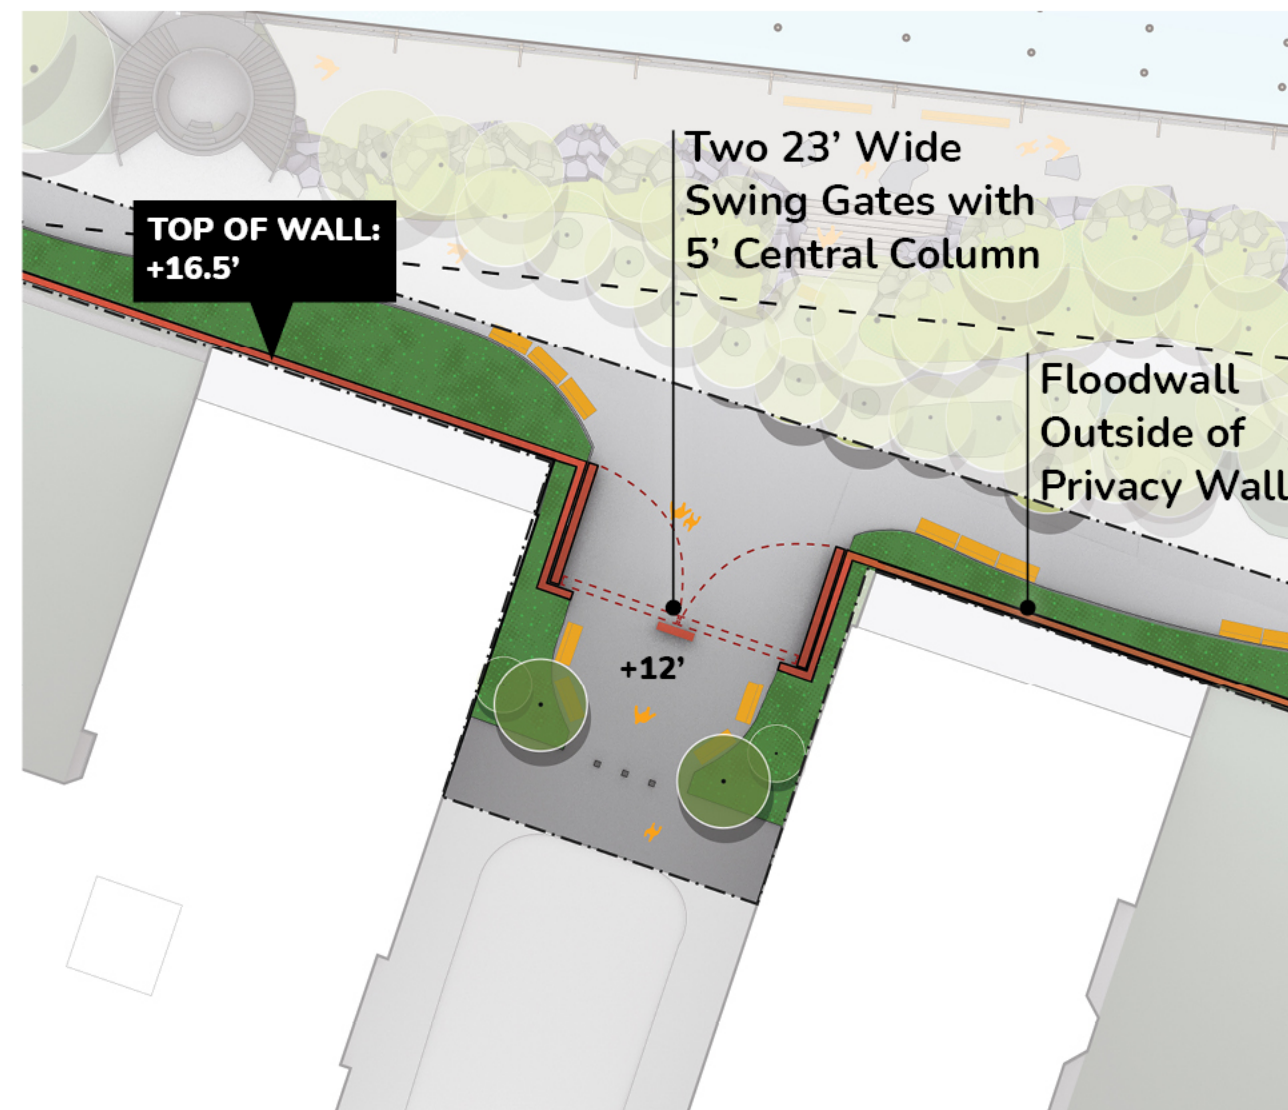 Two 23’ Wide
Swing Gates with
5’ Central Column
TOP OF WALL:
+16.5’
Floodwall
Outside of
Privacy Wall
+12’